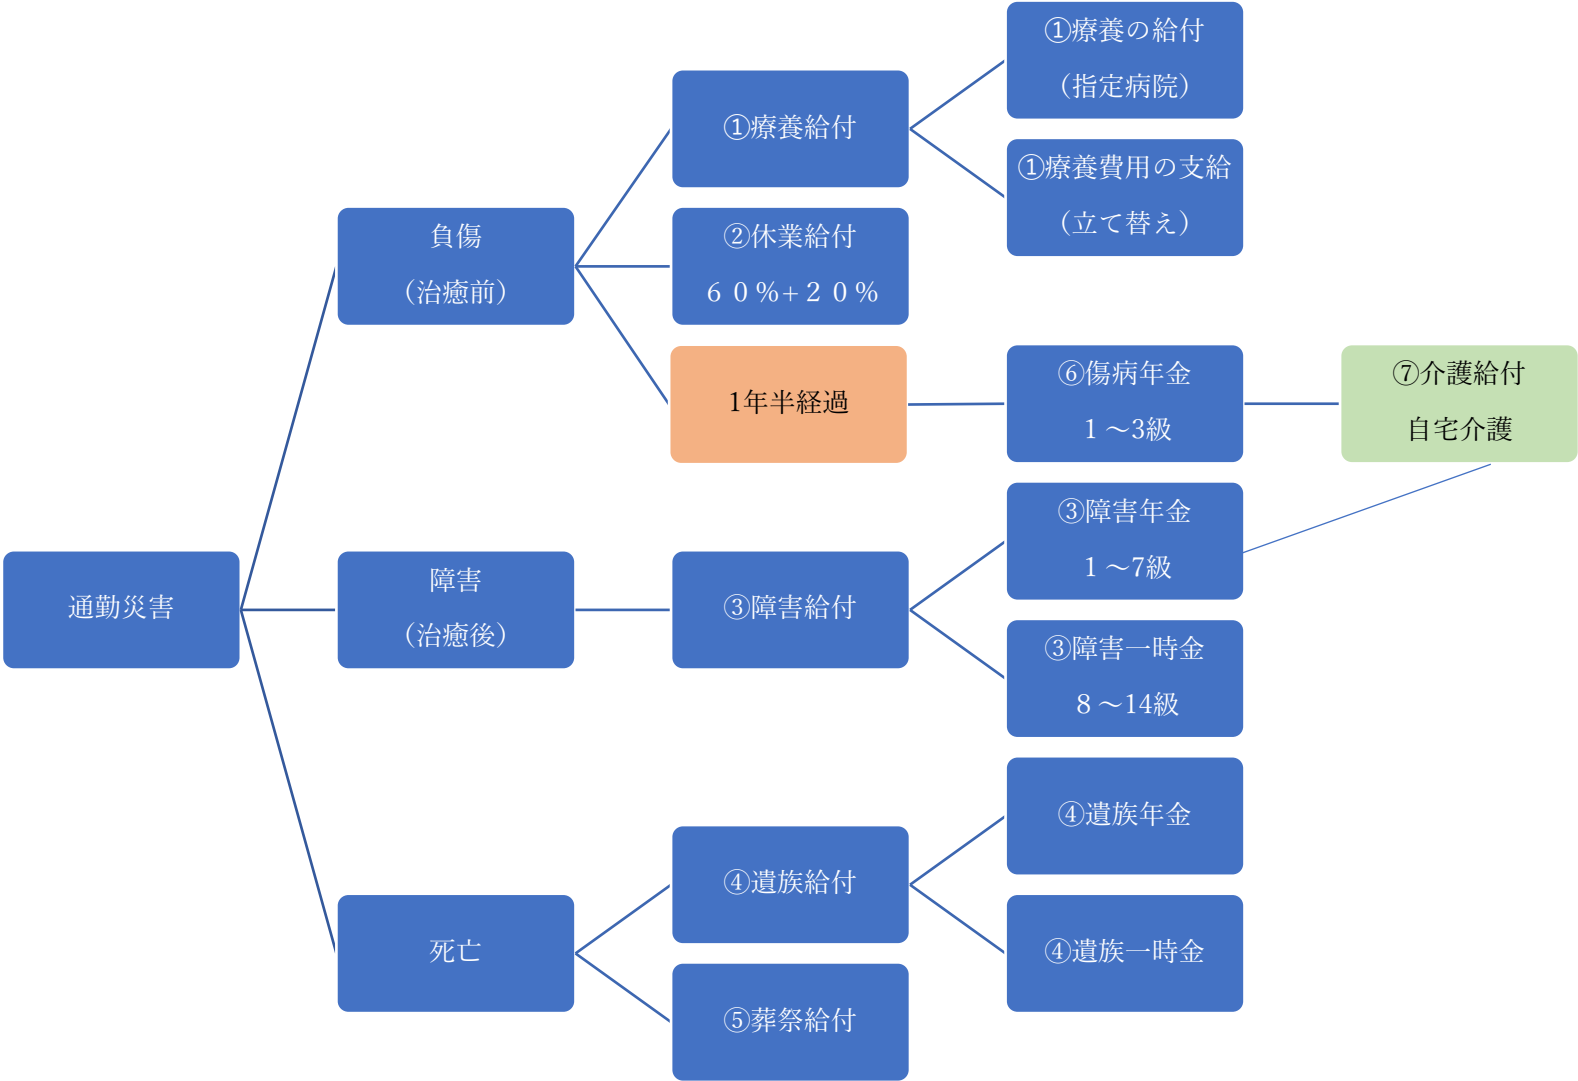 ①療養の給付
（指定病院）
①療養給付
①療養費用の支給
（立て替え）
負傷
（治癒前）
②休業給付
６０%+２０%
1年半経過
⑥傷病年金
１～3級
⑦介護給付
自宅介護
通勤災害
障害
（治癒後）
③障害給付
③障害年金
１～7級
③障害一時金
８～14級
死亡
④遺族給付
④遺族年金
④遺族一時金
⑤葬祭給付